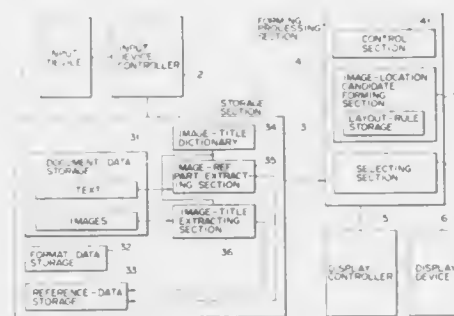 INPUT
DEVICE
1
INPUT
DEVICE
CONTROLLER
2
FORMING
PROCESSING
SECTION
4
41
CONTROL
SECTION
IMAGE-LOCATION
CANDIDATE
FORMING
SECTION
LAYOUT-RULE
STORAGE
SELECTING
SECTION
STORAGE
SECTION
3
34
IMAGE-TITLE
DICTIONARY
31
DOCUMENT DATA
STORAGE
TEXT
IMAGES
35
IMAGE-REF
PART EXTRACT-
ING SECTION
IMAGE-TITLE
EXTRACTING
SECTION
36
32
FORMAT DATA
STORAGE
33
REFERENCE-DATA
STORAGE
5
DISPLAY
CONTROLLER
6
DISPLAY
DEVICE